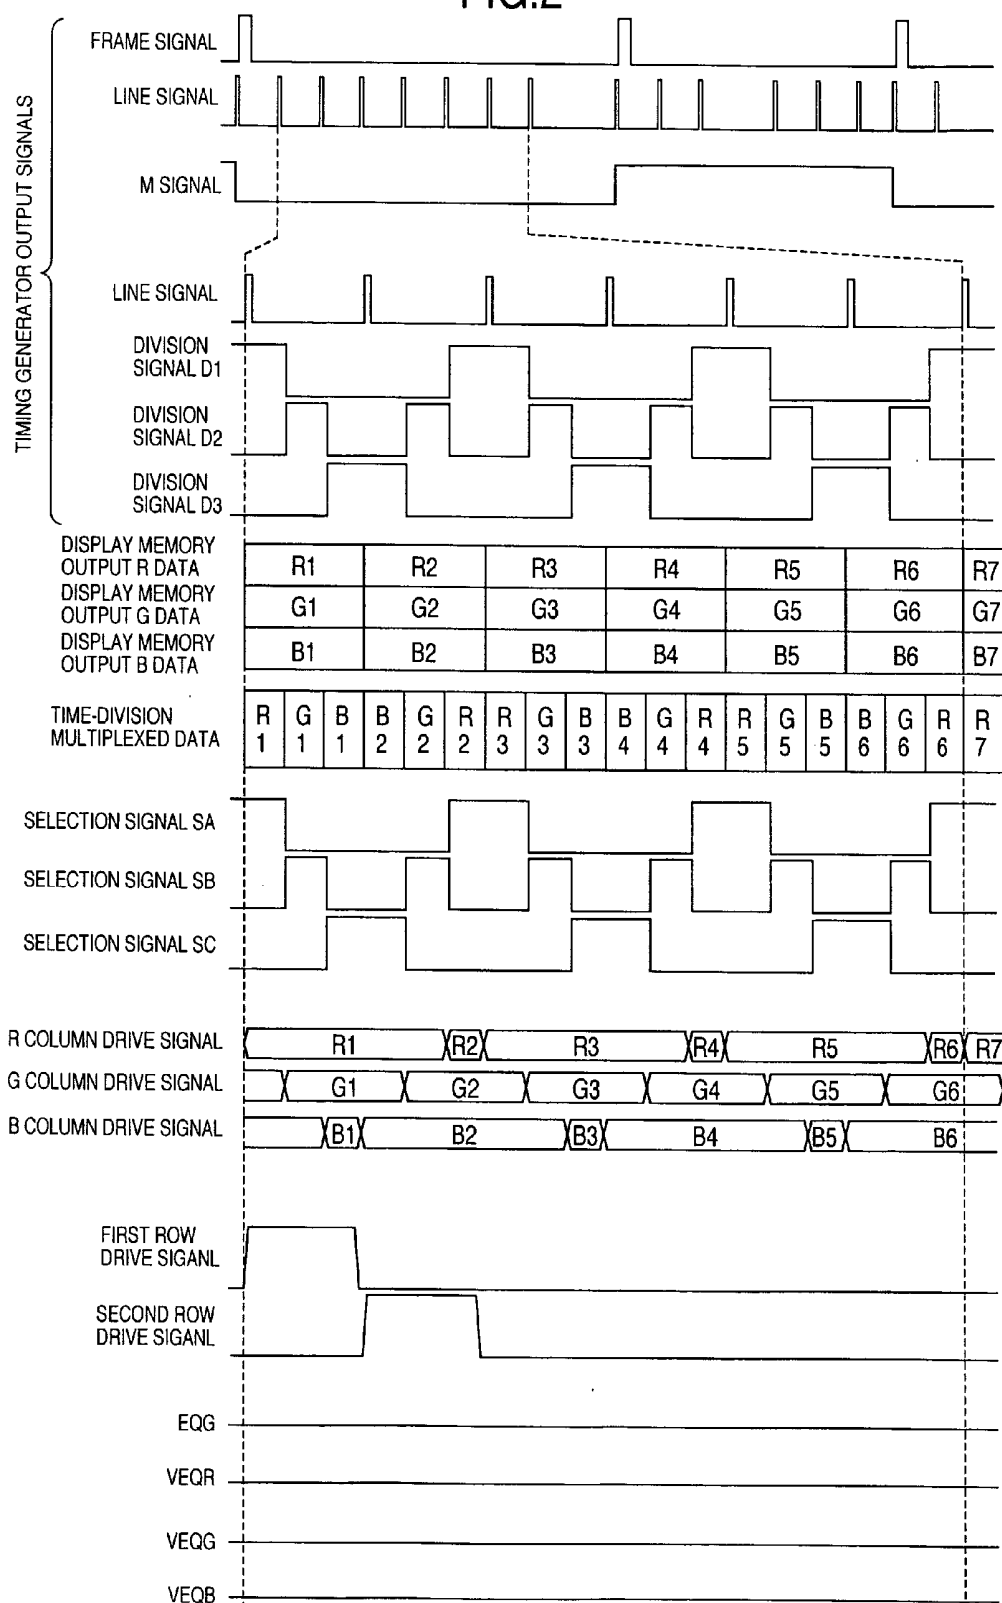 FIG.2
TIMING GENERATOR OUTPUT SIGNALS
FRAME SIGNAL
LINE SIGNAL
M SIGNAL
LINE SIGNAL
DIVISION
SIGNAL D1
DIVISION
SIGNAL D2
DIVISION
SIGNAL D3
DISPLAY MEMORY
OUTPUT R DATA R1 R2 R3 R4 R5 R6 R7
DISPLAY MEMORY
OUTPUT G DATA G1 G2 G3 G4 G5 G6 G7
DISPLAY MEMORY
OUTPUT B DATA B1 B2 B3 B4 B5 B6 B7
TIME-DIVISION R G B B G R R G B B G R R G B B G R R
MULTIPLEXED DATA 1 1 1 2 2 2 3 3 3 4 4 4 5 5 5 6 6 6 7
SELECTION SIGNAL SA
SELECTION SIGNAL SB
SELECTION SIGNAL SC
R COLUMN DRIVE SIGNAL R1 R2 R3 R4 R5 R6 R7
G COLUMN DRIVE SIGNAL G1 G2 G3 G4 G5 G6
B COLUMN DRIVE SIGNAL B1 B2 B3 B4 B5 B6
FIRST ROW
DRIVE SIGANL
SECOND ROW
DRIVE SIGANL
EQG
VEQR
VEQG
VEQB